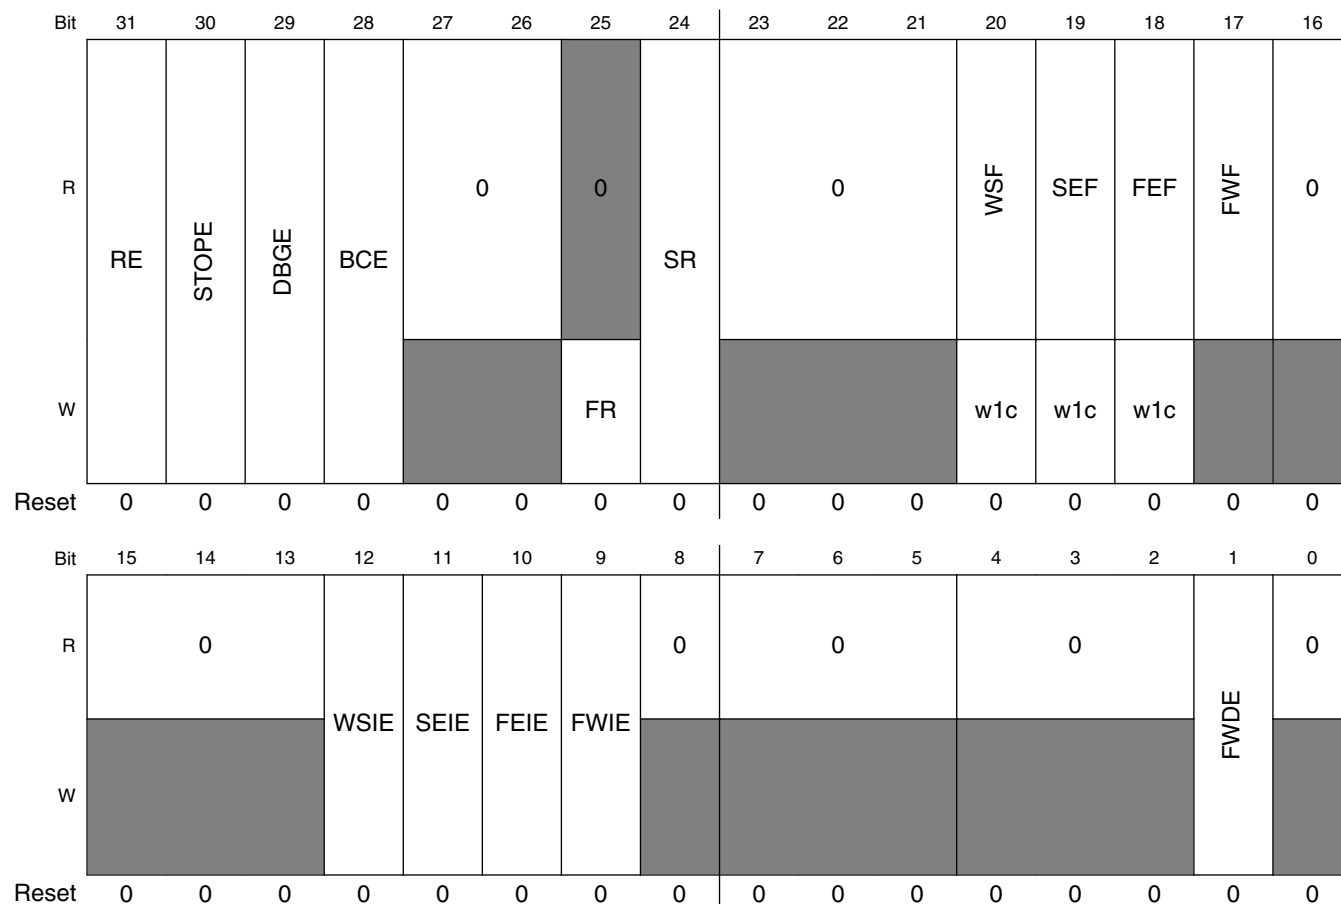 Bit 31 30 29 28 27 26 25 24 23 22 21 20 19 18 17 16
R 0 0 0 WSF SEF FEF FWF 0
RE STOPE DBGE BCE SR
W FR w1c w1c w1c
Reset 0 0 0 0 0 0 0 0 0 0 0 0 0 0 0 0
Bit 15 14 13 12 11 10 9 8 7 6 5 4 3 2 1 0
R 0 0 0 0 0
WSIE SEIE FEIE FWIE FWDE
W
Reset 0 0 0 0 0 0 0 0 0 0 0 0 0 0 0 0